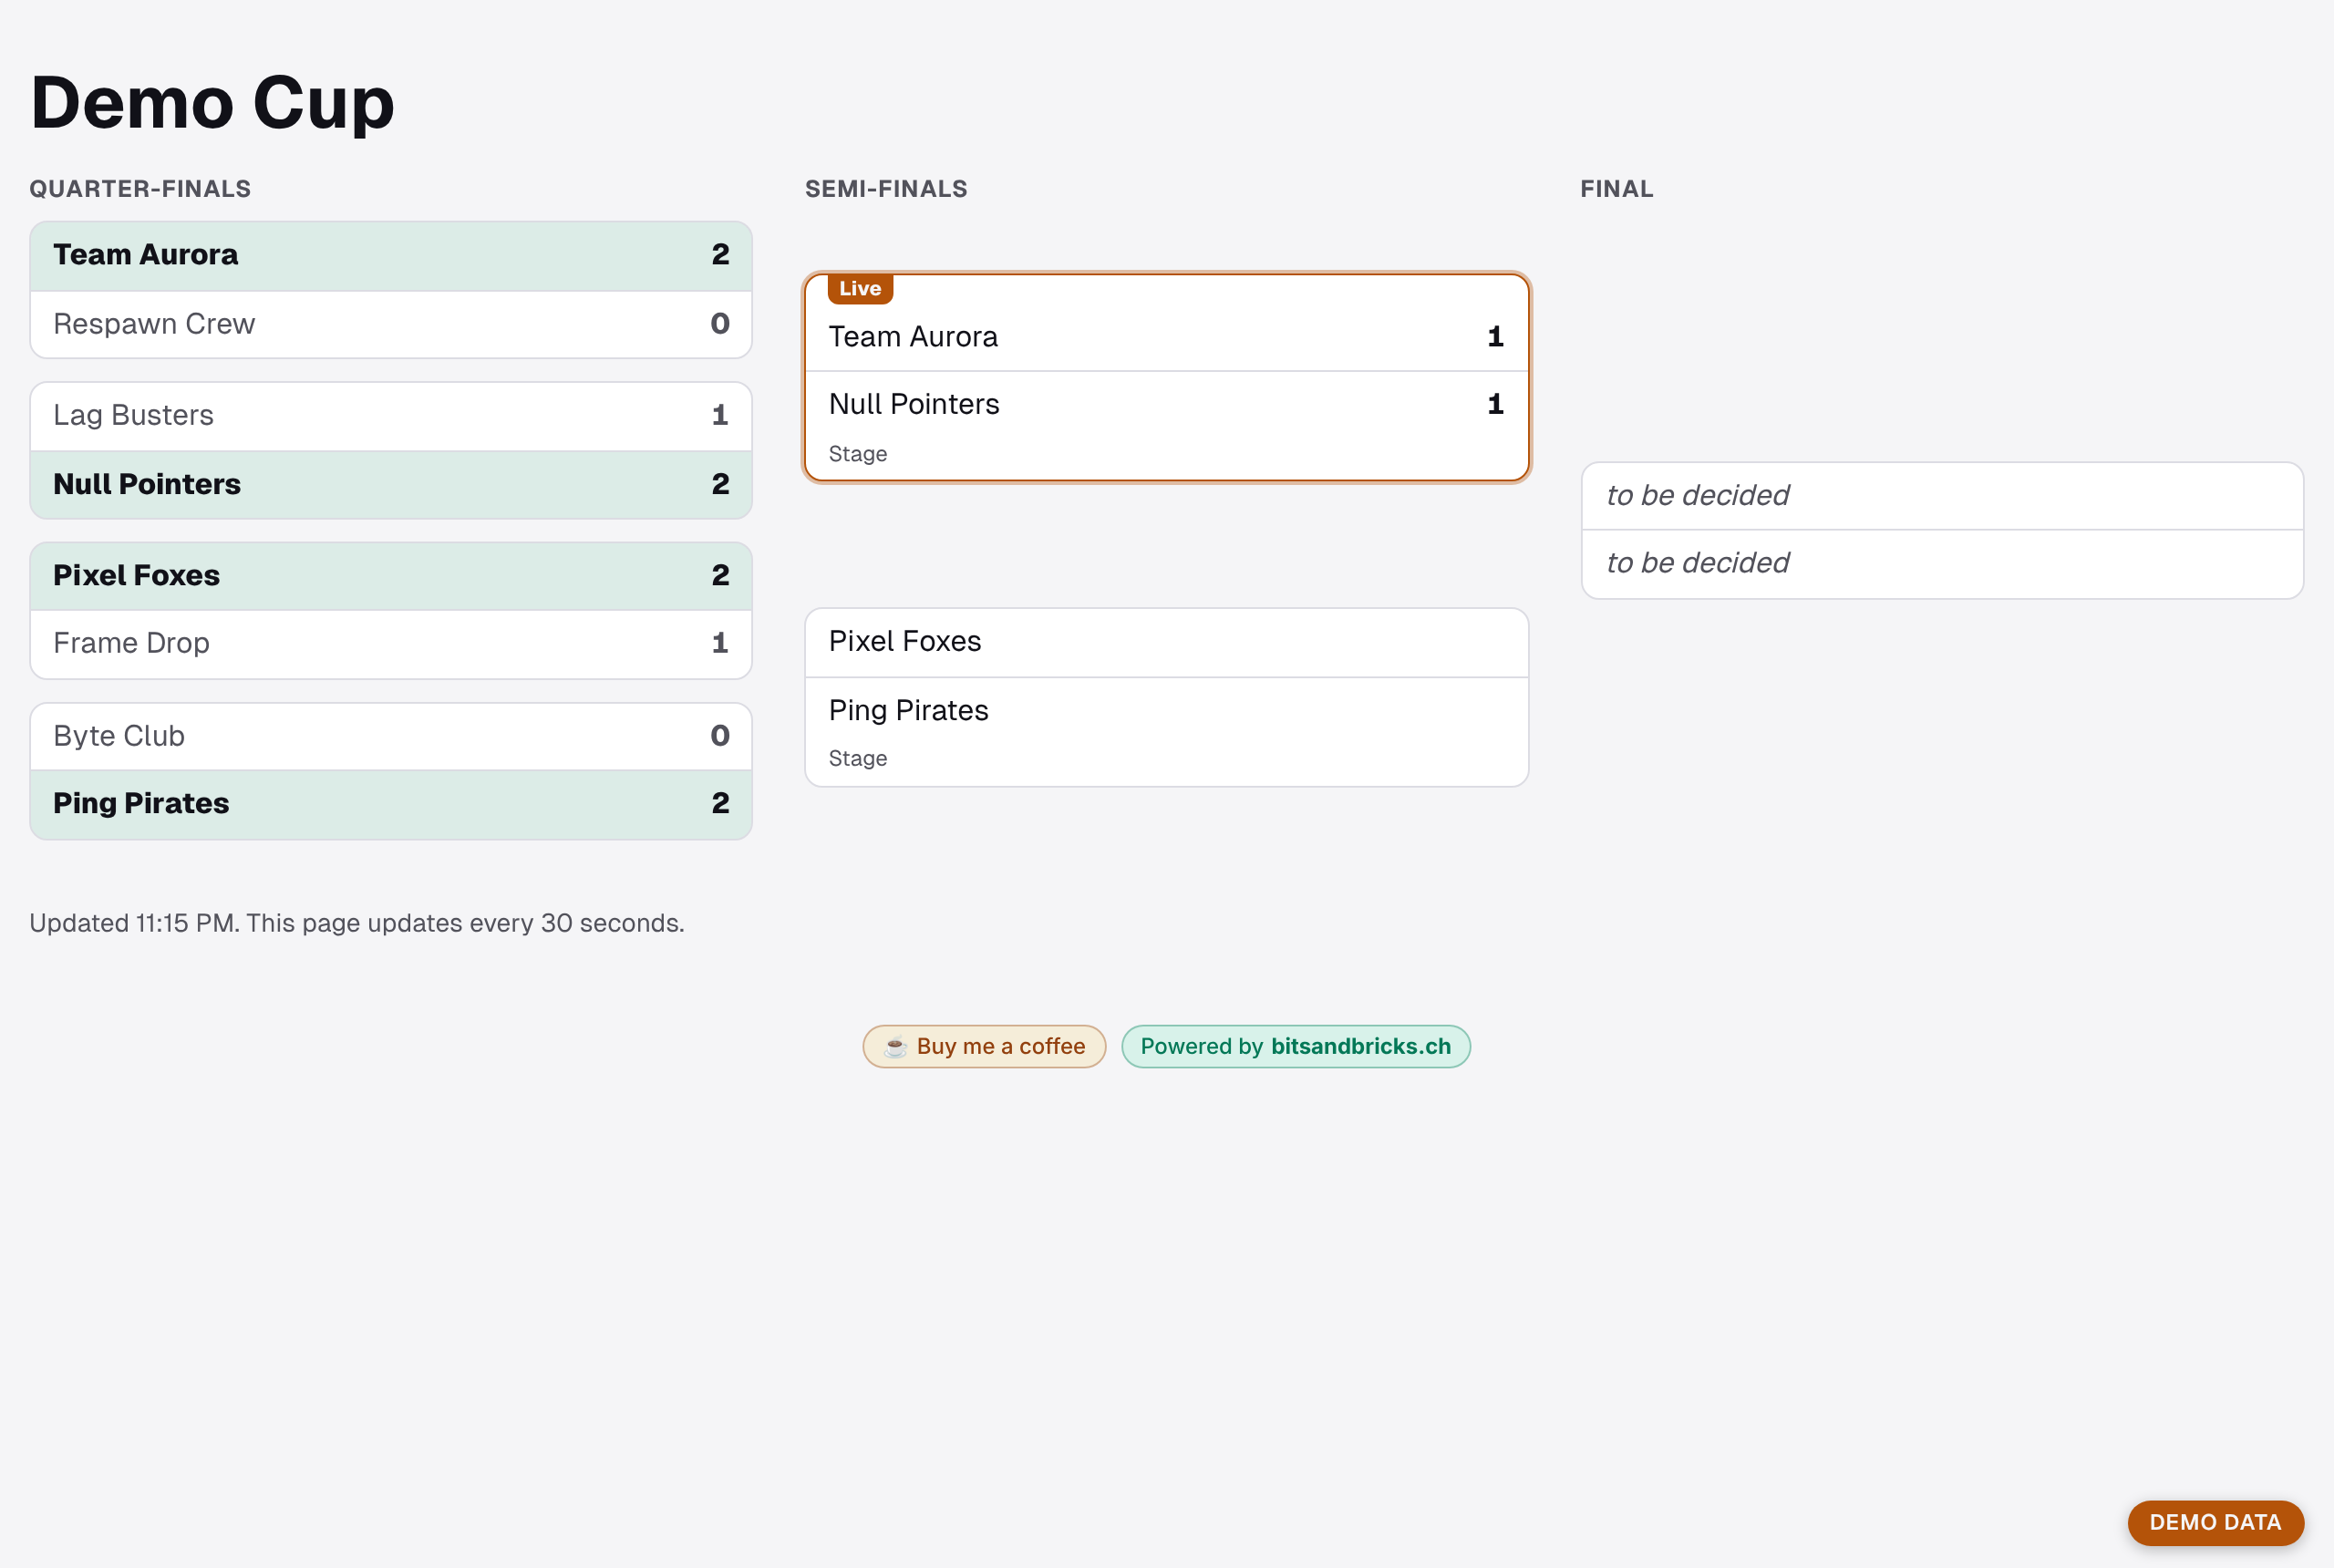 Demo Cup
QUARTER-FINALS
Team Aurora 2
Respawn Crew 0
Lag Busters 1
Null Pointers 2
Pixel Foxes 2
Frame Drop 1
Byte Club 0
Ping Pirates 2
SEMI-FINALS
Live
Team Aurora 1
Null Pointers 1
Stage
Pixel Foxes
Ping Pirates
Stage
FINAL
to be decided
to be decided
Updated 11:15 PM. This page updates every 30 seconds.
☕ Buy me a coffee
Powered by bitsandbricks.ch
DEMO DATA